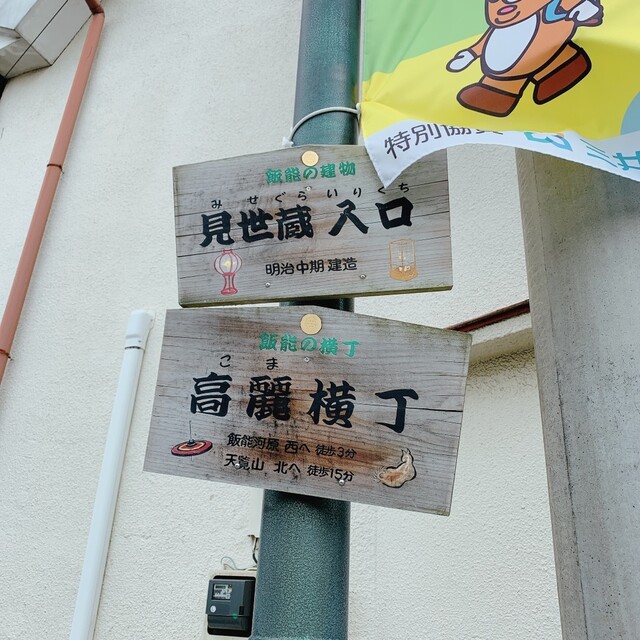 特別協
飯能の建物
みせぐらいりぐち
見世蔵入口
明治中期 建造
飯能の横丁
こま
高麗横丁
飯能河原 西へ 徒歩3分
天覧山 北へ 徒歩15分